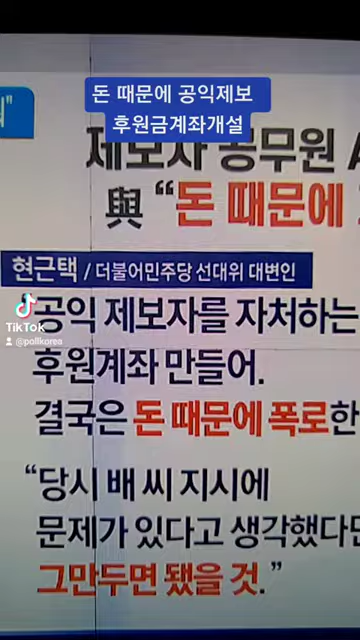 돈 때문에 공익제보
후원금계좌개설
제보자 공무원 A
與 “돈 때문에
현근택 / 더불어민주당 선대위 대변인
“공익 제보자를 자처하는
후원계좌 만들어.
결국은 돈 때문에 폭로한
“당시 배 씨 지시에
문제가 있다고 생각했다면
그만두면 됐을 것.”
TikTok
@pollkorea